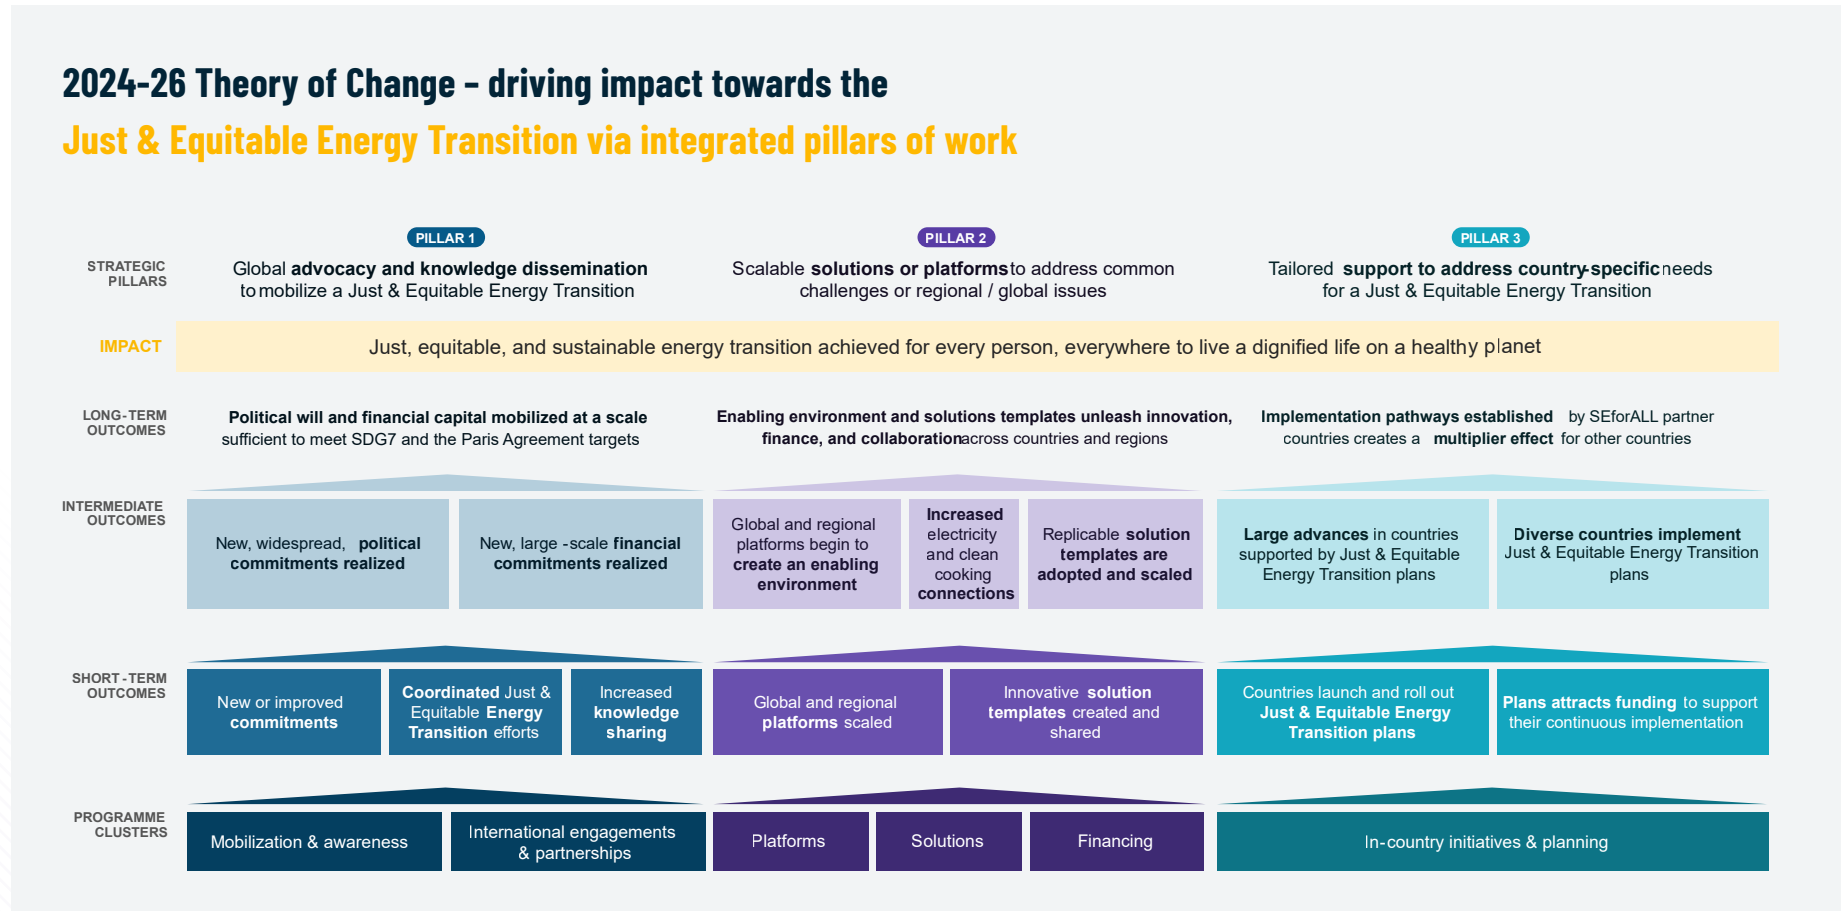 2024-26 Theory of Change – driving impact towards the
Just & Equitable Energy Transition via integrated pillars of work
PILLAR 1
PILLAR 2
PILLAR 3
STRATEGIC
PILLARS
Global advocacy and knowledge dissemination
to mobilize a Just & Equitable Energy Transition
Scalable solutions or platforms to address common
challenges or regional / global issues
Tailored support to address country-specific needs
for a Just & Equitable Energy Transition
IMPACT
Just, equitable, and sustainable energy transition achieved for every person, everywhere to live a dignified life on a healthy planet
LONG-TERM
OUTCOMES
Political will and financial capital mobilized at a scale
sufficient to meet SDG7 and the Paris Agreement targets
Enabling environment and solutions templates unleash innovation,
finance, and collaboration across countries and regions
Implementation pathways established by SEforALL partner
countries creates a multiplier effect for other countries
INTERMEDIATE
OUTCOMES
New, widespread, political
commitments realized
New, large-scale financial
commitments realized
Global and regional
platforms begin to
create an enabling
environment
Increased
electricity
and clean
cooking
connections
Replicable solution
templates are
adopted and scaled
Large advances in countries
supported by Just & Equitable
Energy Transition plans
Diverse countries implement
Just & Equitable Energy Transition
plans
SHORT-TERM
OUTCOMES
New or improved
commitments
Coordinated Just &
Equitable Energy
Transition efforts
Increased
knowledge
sharing
Global and regional
platforms scaled
Innovative solution
templates created and
shared
Countries launch and roll out
Just & Equitable Energy
Transition plans
Plans attracts funding to support
their continuous implementation
PROGRAMME
CLUSTERS
Mobilization & awareness
International engagements
& partnerships
Platforms
Solutions
Financing
In-country initiatives & planning